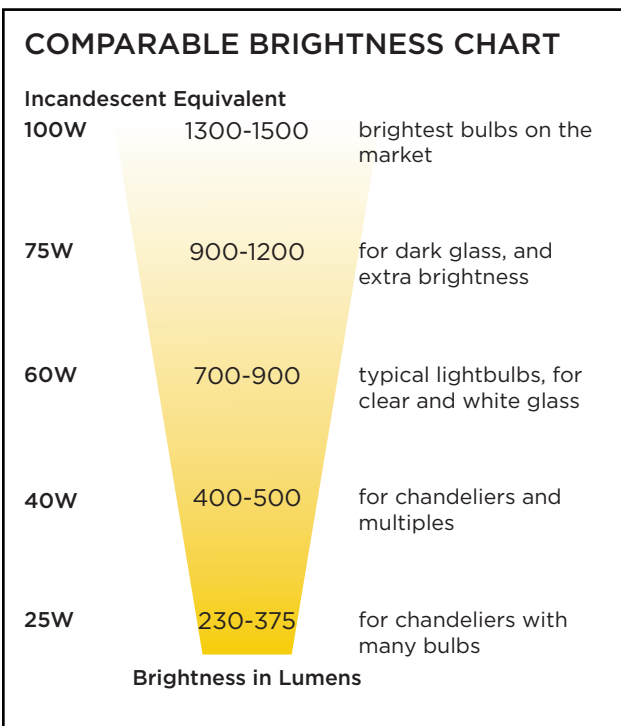 COMPARABLE BRIGHTNESS CHART
Incandescent Equivalent
100W 1300-1500 brightest bulbs on the
market
75W 900-1200 for dark glass, and
extra brightness
60W 700-900 typical lightbulbs, for
clear and white glass
40W 400-500 for chandeliers and
multiples
25W 230-375 for chandeliers with
many bulbs
Brightness in Lumens